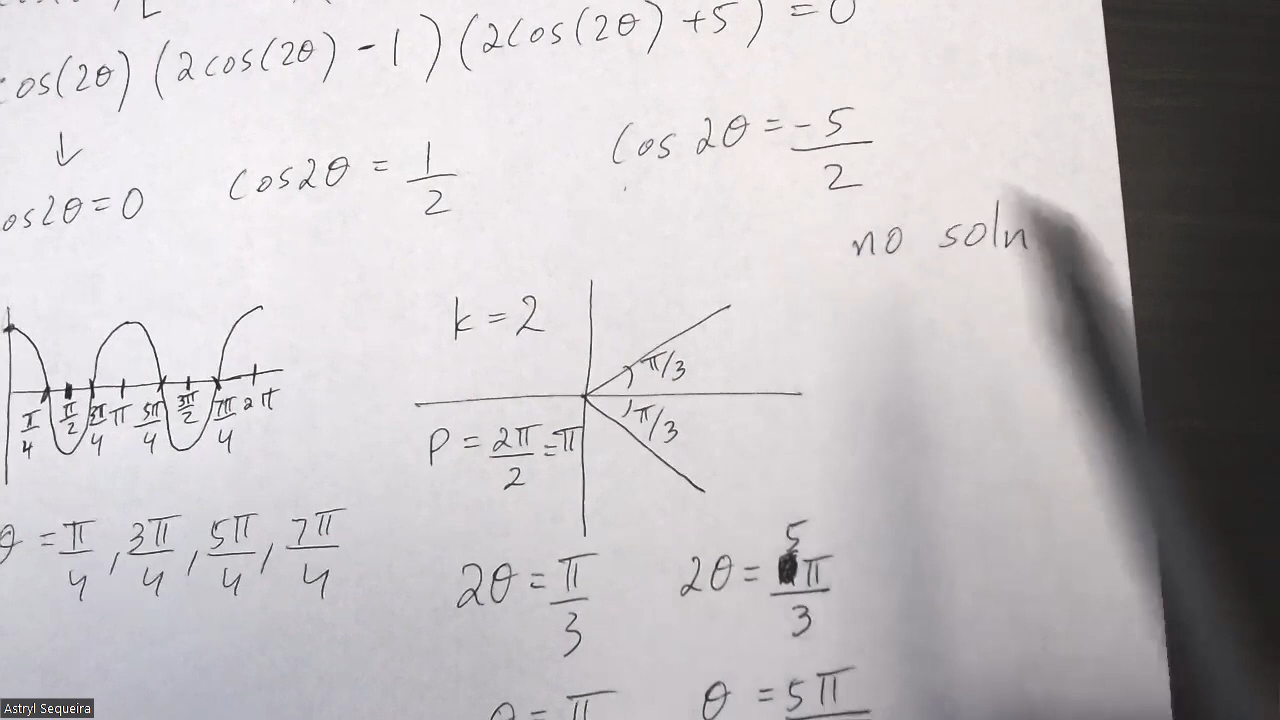 cos(2θ) (2cos(2θ) - 1) (2cos(2θ) + 5) = 0
cos2θ = 0
cos2θ = 1/2
cos 2θ = -5/2
no soln
k = 2
π/3
π/3
π/4 π/2 3π/4 π 5π/4 3π/2 7π/4 2π
P = 2π/2 = π
θ = π/4, 3π/4, 5π/4, 7π/4
2θ = π/3
2θ = 5π/3
θ = π
θ = 5π
Astryl Sequeira